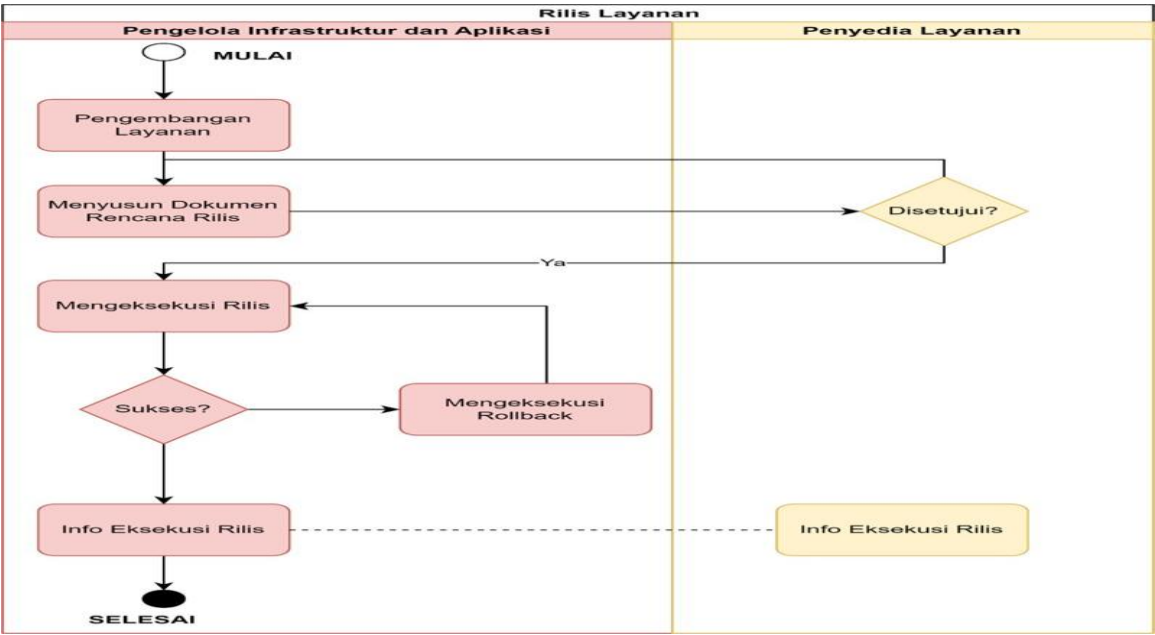 Rilis Layanan
Pengelola Infrastruktur dan Aplikasi
Penyedia Layanan
MULAI
Pengembangan
Layanan
Menyusun Dokumen
Rencana Rilis
Disetujui?
Ya
Mengeksekusi Rilis
Sukses?
Mengeksekusi
Rollback
Info Eksekusi Rilis
Info Eksekusi Rilis
SELESAI